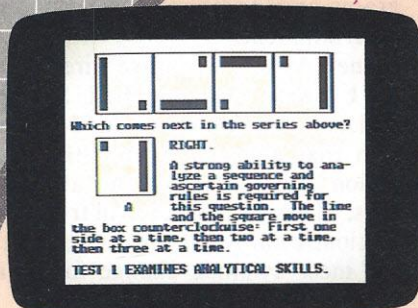 Which comes next in the series above?
RIGHT.
A strong ability to ana-
lyze a sequence and
ascertain governing
rules is required for
this question. The line
and the square move in
the box counterclockwise: First one
side at a time, then two at a time,
then three at a time.
A
TEST 1 EXAMINES ANALYTICAL SKILLS.